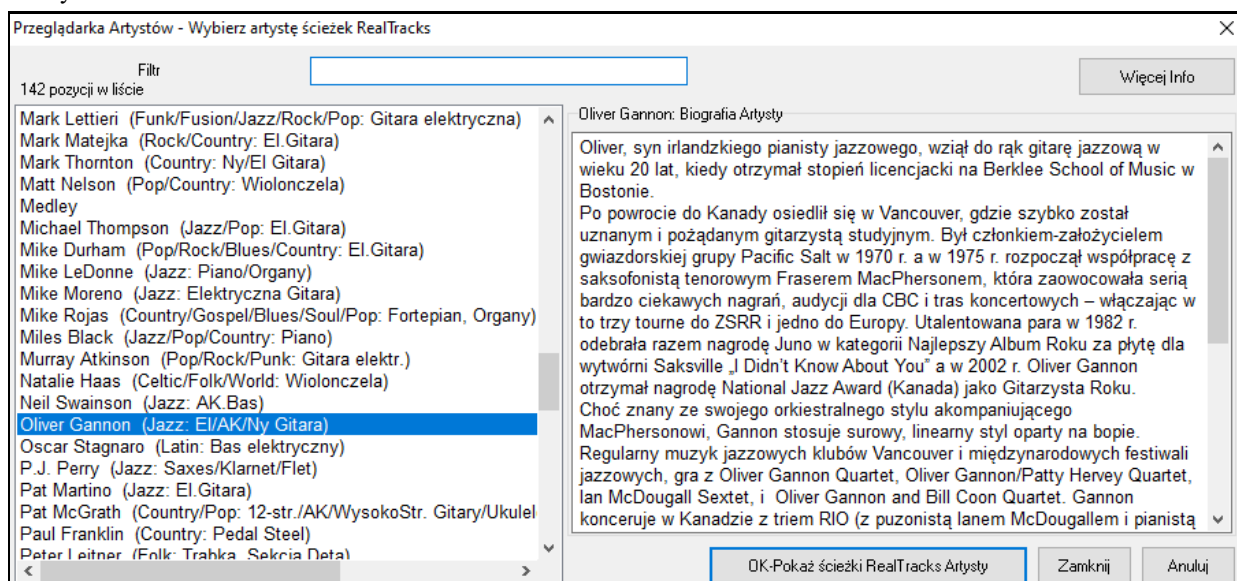 Przeglądarka Artystów - Wybierz artystę ścieżek RealTracks
Filtr
142 pozycji w liście
Więcej Info
Mark Lettieri (Funk/Fusion/Jazz/Rock/Pop: Gitara elektryczna)
Mark Matejka (Rock/Country: El.Gitara)
Mark Thornton (Country: Ny/El Gitara)
Matt Nelson (Pop/Country: Wiolonczela)
Medley
Michael Thompson (Jazz/Pop: El.Gitara)
Mike Durham (Pop/Rock/Blues/Country: El.Gitara)
Mike LeDonne (Jazz: Piano/Organy)
Mike Moreno (Jazz: Elektryczna Gitara)
Mike Rojas (Country/Gospel/Blues/Soul/Pop: Fortepian, Organy)
Miles Black (Jazz/Pop/Country: Piano)
Murray Atkinson (Pop/Rock/Punk: Gitara elektr.)
Natalie Haas (Celtic/Folk/World: Wiolonczela)
Neil Swainson (Jazz: AK.Bas)
Oliver Gannon (Jazz: El/AK/Ny Gitara)
Oscar Stagnaro (Latin: Bas elektryczny)
P.J. Perry (Jazz: Saxes/Klarnet/Flet)
Pat Martino (Jazz: El.Gitara)
Pat McGrath (Country/Pop: 12-str./AK/WysokoStr. Gitary/Ukulel
Paul Franklin (Country: Pedal Steel)
Peter Leitner (Folk: Trąbka, Sekcja Dęta)
Oliver Gannon: Biografia Artysty
Oliver, syn irlandzkiego pianisty jazzowego, wziął do rąk gitarę jazzową w
wieku 20 lat, kiedy otrzymał stopień licencjacki na Berklee School of Music w
Bostonie.
Po powrocie do Kanady osiedlił się w Vancouver, gdzie szybko został
uznanym i pożądanym gitarzystą studyjnym. Był członkiem-założycielem
gwiazdorskiej grupy Pacific Salt w 1970 r. a w 1975 r. rozpoczął współpracę z
saksofonistą tenorowym Fraserem MacPhersonem, która zaowocowała serią
bardzo ciekawych nagrań, audycji dla CBC i tras koncertowych – włączając w
to trzy tourne do ZSRR i jedno do Europy. Utalentowana para w 1982 r.
odebrała razem nagrodę Juno w kategorii Najlepszy Album Roku za płytę dla
wytwórni Saksville „I Didn't Know About You" a w 2002 r. Oliver Gannon
otrzymał nagrodę National Jazz Award (Kanada) jako Gitarzysta Roku.
Choć znany ze swojego orkiestralnego stylu akompaniującego
MacPhersonowi, Gannon stosuje surowy, linearny styl oparty na bopie.
Regularny muzyk jazzowych klubów Vancouver i międzynarodowych festiwali
jazzowych, gra z Oliver Gannon Quartet, Oliver Gannon/Patty Hervey Quartet,
Ian McDougall Sextet, i Oliver Gannon and Bill Coon Quartet. Gannon
konceruje w Kanadzie z triem RIO (z puzonistą Ianem McDougallem i pianistą
OK-Pokaż ścieżki RealTracks Artysty
Zamknij
Anuluj